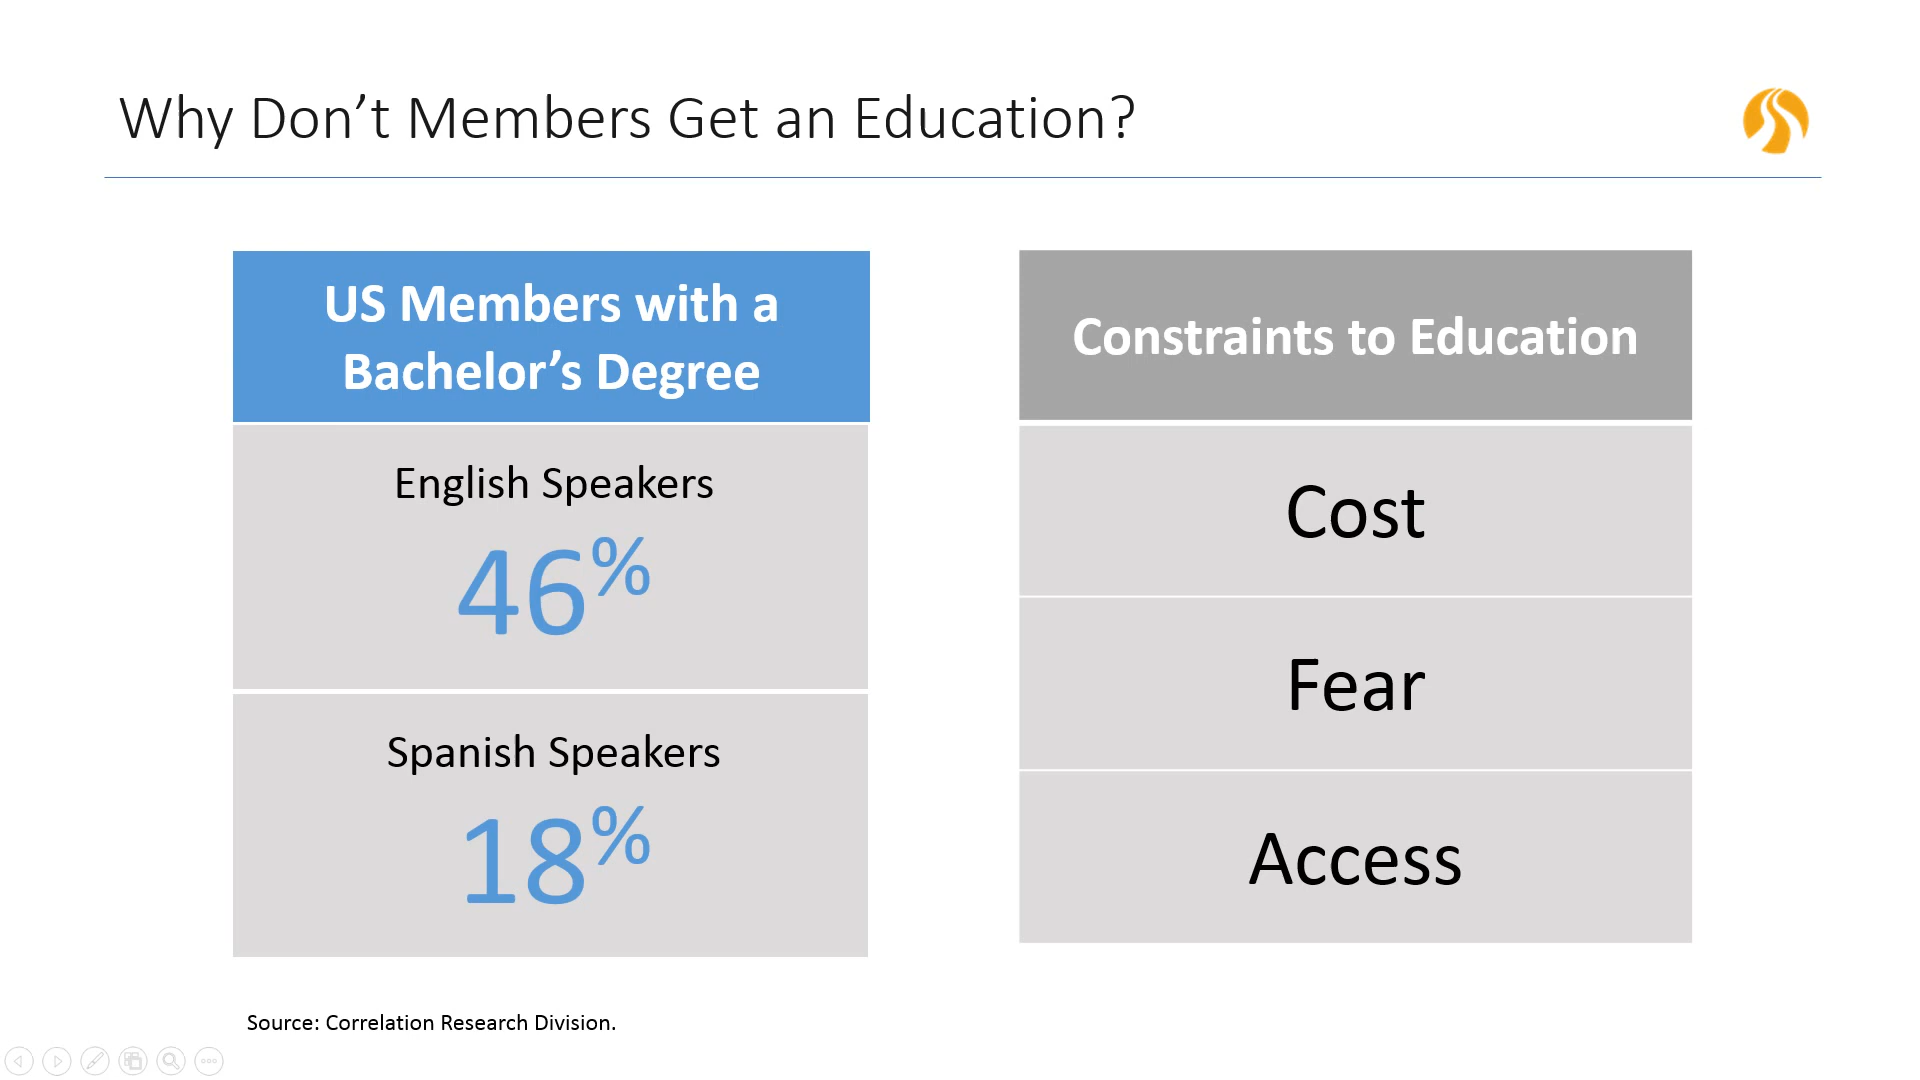 Why Don’t Members Get an Education?
US Members with a
Bachelor’s Degree
English Speakers
46%
Spanish Speakers
18%
Constraints to Education
Cost
Fear
Access
Source: Correlation Research Division.